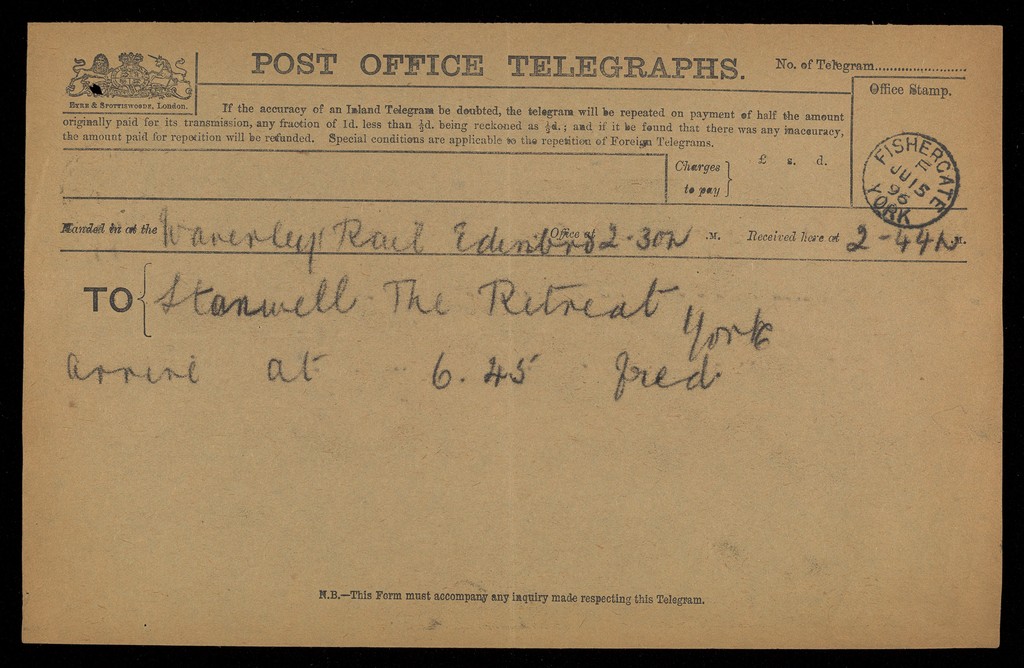 POST OFFICE TELEGRAPHS.
No. of Telegram
EYRE & SPOTTISWOODE, London.
If the accuracy of an Inland Telegram be doubted, the telegram will be repeated on payment of half the amount
originally paid for its transmission, any fraction of 1d. less than ½d. being reckoned as ½d.; and if it be found that there was any inaccuracy,
the amount paid for repetition will be refunded. Special conditions are applicable to the repetition of Foreign Telegrams.
Office Stamp.
FISHERGATE
JU 15
96
YORK
Charges
to pay
£ s. d.
Handed in at the Waverley Rail Edinbro Office at 2-30 .M. Received here at 2-44 .M.
TO Stanwell The Retreat
York
arrive at 6.45 fred
N.B.—This Form must accompany any inquiry made respecting this Telegram.